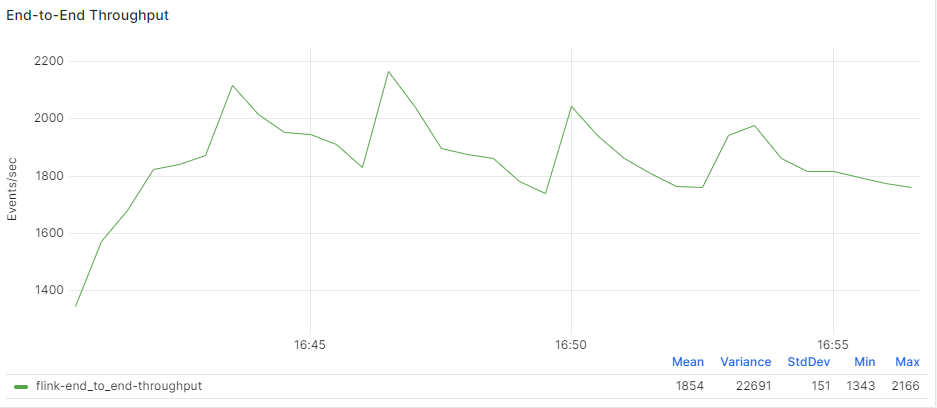 End-to-End Throughput
2200
2000
1800
1600
1400
Events/sec
16:45 16:50 16:55
Mean Variance StdDev Min Max
flink-end_to_end-throughput 1854 22691 151 1343 2166